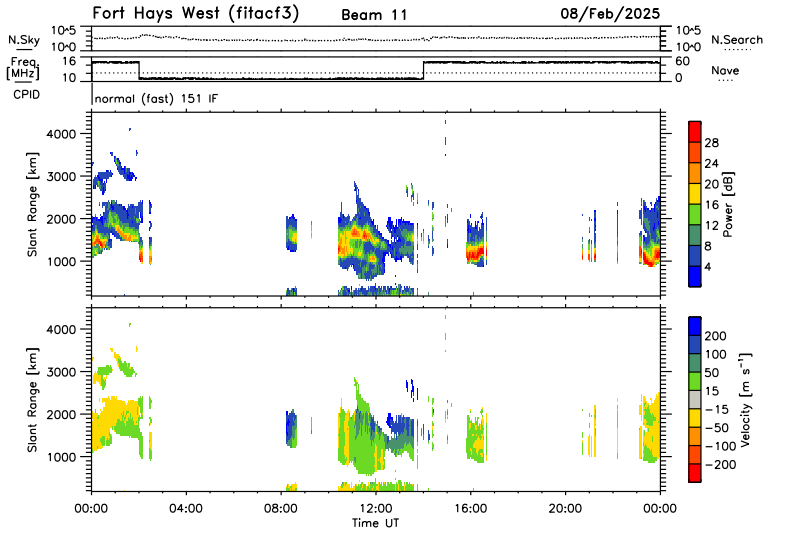 Fort Hays West (fitacf3) Beam 11 08/Feb/2025
N.Sky 10^5 10^0 10^5 10^0 N.Search
Freq. [MHz] 16 10 60 0 Nave
CPID normal (fast) 151 IF
Slant Range [km] 4000 3000 2000 1000
Power [dB] 28 24 20 16 12 8 4
Slant Range [km] 4000 3000 2000 1000
Velocity [m s^-1] 200 100 50 15 -15 -50 -100 -200
00:00 04:00 08:00 12:00 16:00 20:00 00:00
Time UT